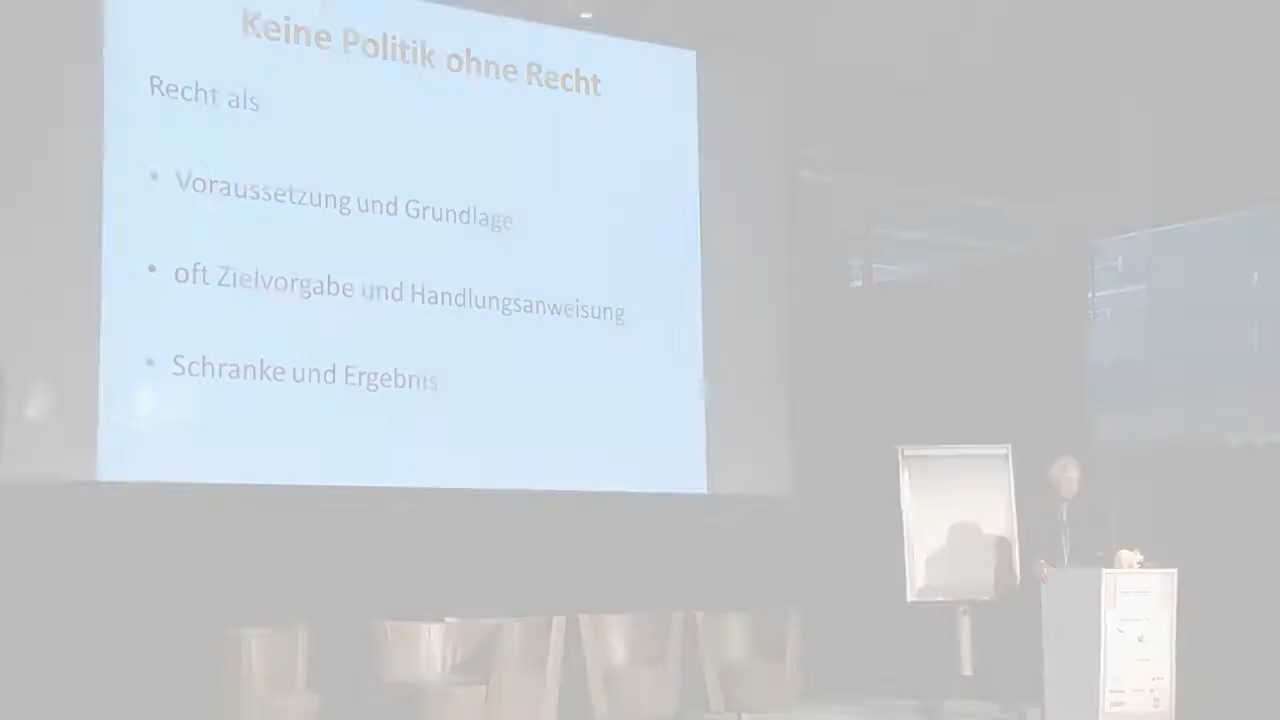 Keine Politik ohne Recht
Recht als
• Voraussetzung und Grundlage
• oft Zielvorgabe und Handlungsanweisung
• Schranke und Ergebnis